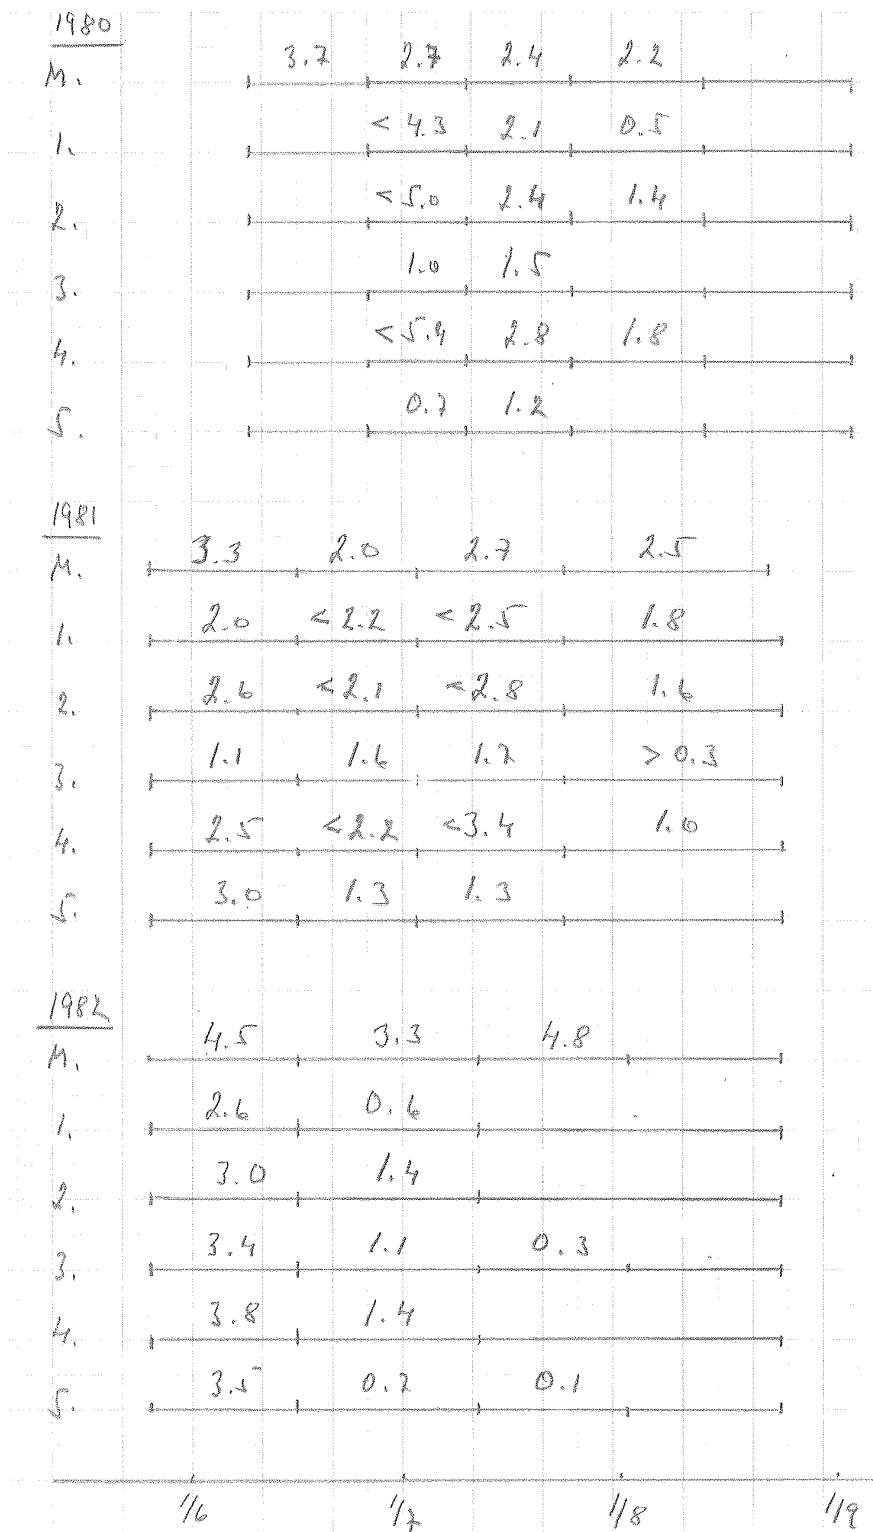 1980
M. 3.7 2.7 2.4 2.2
1. < 4.3 2.1 0.5
2. < 5.0 2.4 1.4
3. 1.0 1.5
4. < 5.4 2.8 1.8
5. 0.7 1.2
1981
M. 3.3 2.0 2.7 2.5
1. 2.0 < 2.2 < 2.5 1.8
2. 2.6 < 2.1 < 2.8 1.6
3. 1.1 1.6 1.7 > 0.3
4. 2.5 < 2.2 < 3.4 1.0
5. 3.0 1.3 1.3
1982
M. 4.5 3.3 4.8
1. 2.6 0.6
2. 3.0 1.4
3. 3.4 1.1 0.3
4. 3.8 1.4
5. 3.5 0.2 0.1
1/6 1/7 1/8 1/9